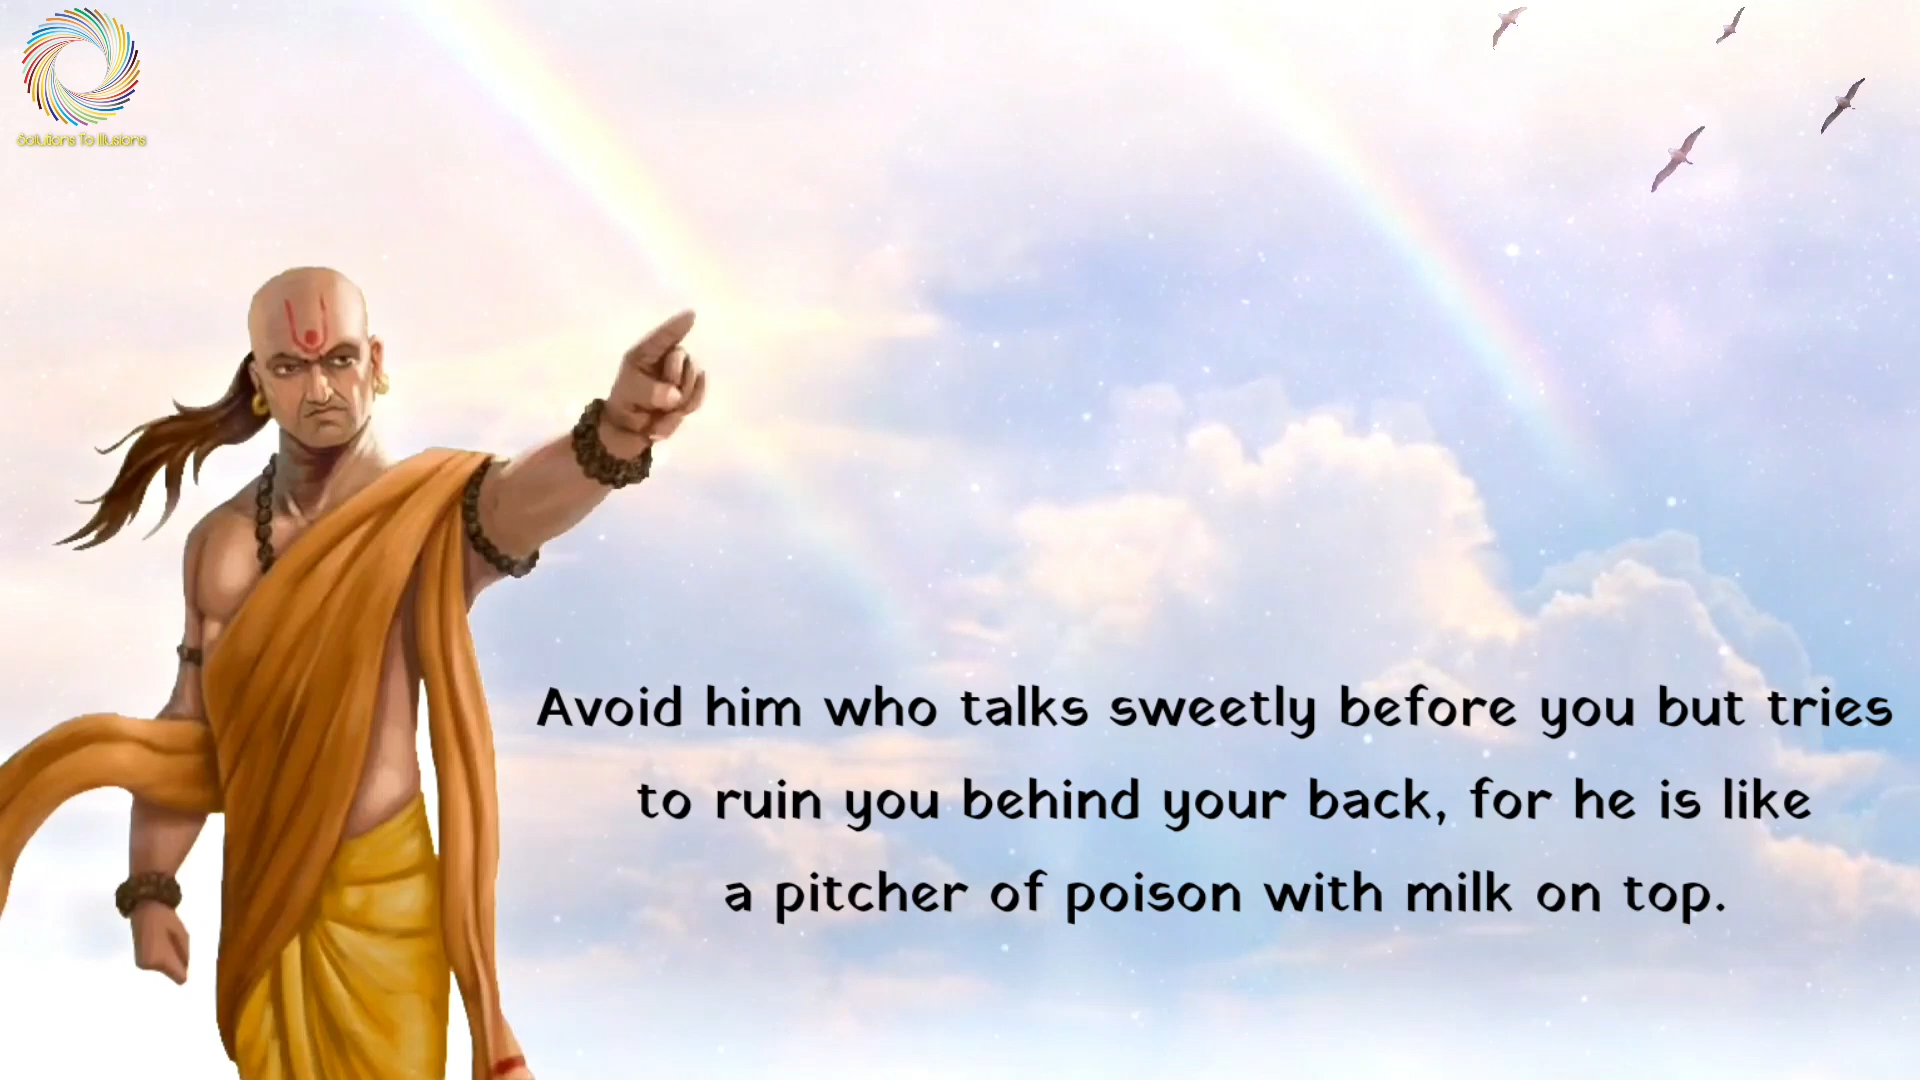 Solutions To Illusions
Avoid him who talks sweetly before you but tries
to ruin you behind your back, for he is like
a pitcher of poison with milk on top.